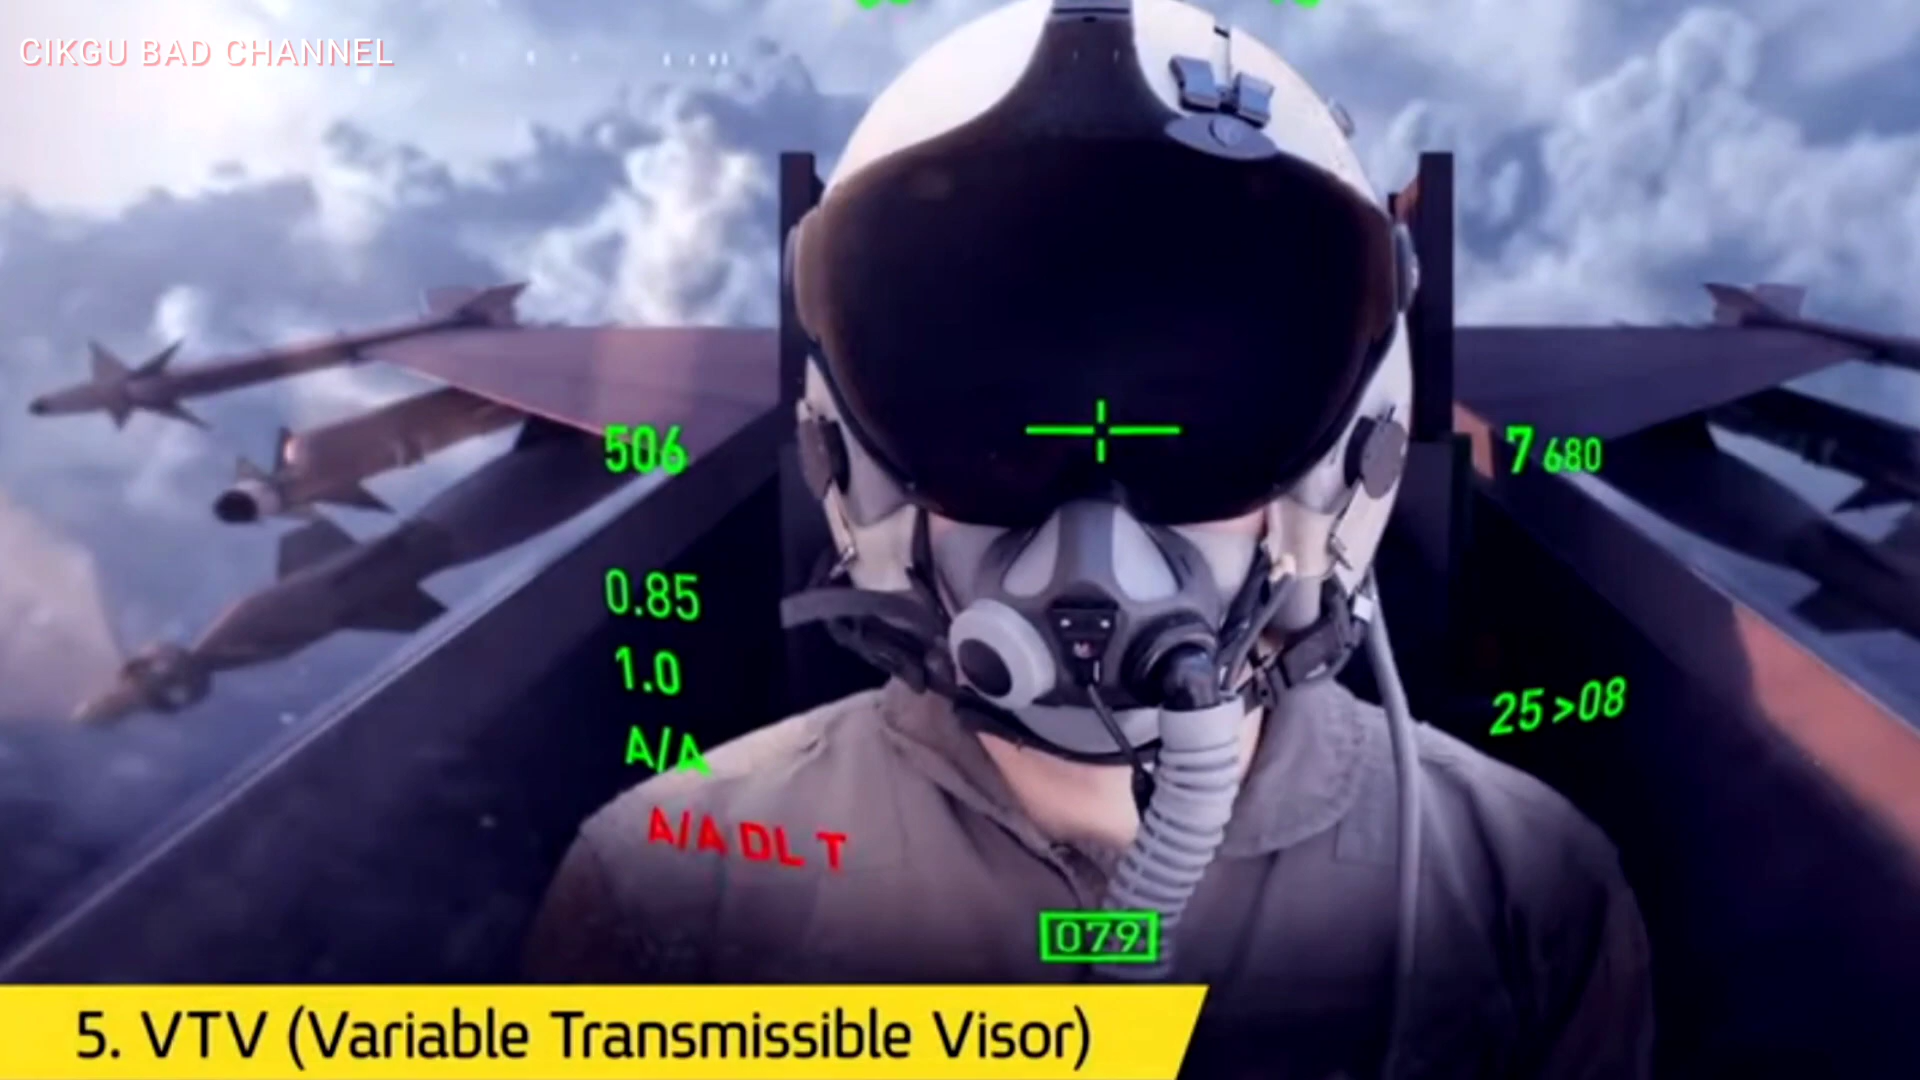 CIKGU BAD CHANNEL
506
7 680
0.85
1.0
A/A
25>08
A/A DL T
079
5. VTV (Variable Transmissible Visor)